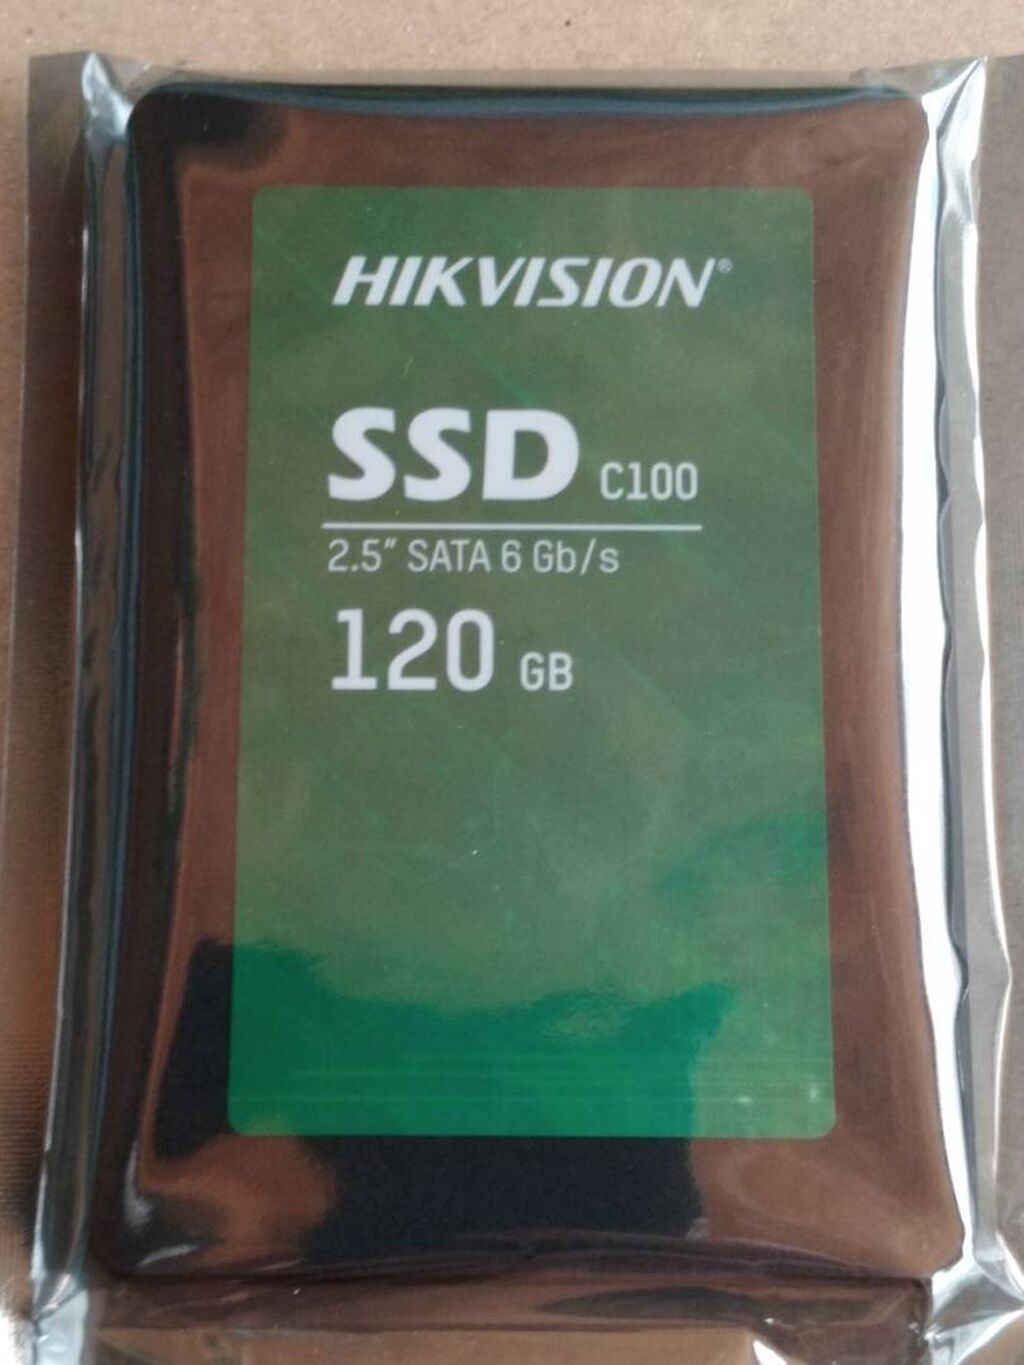 HIKVISION®
SSD C100
2.5" SATA 6 Gb/s
120 GB